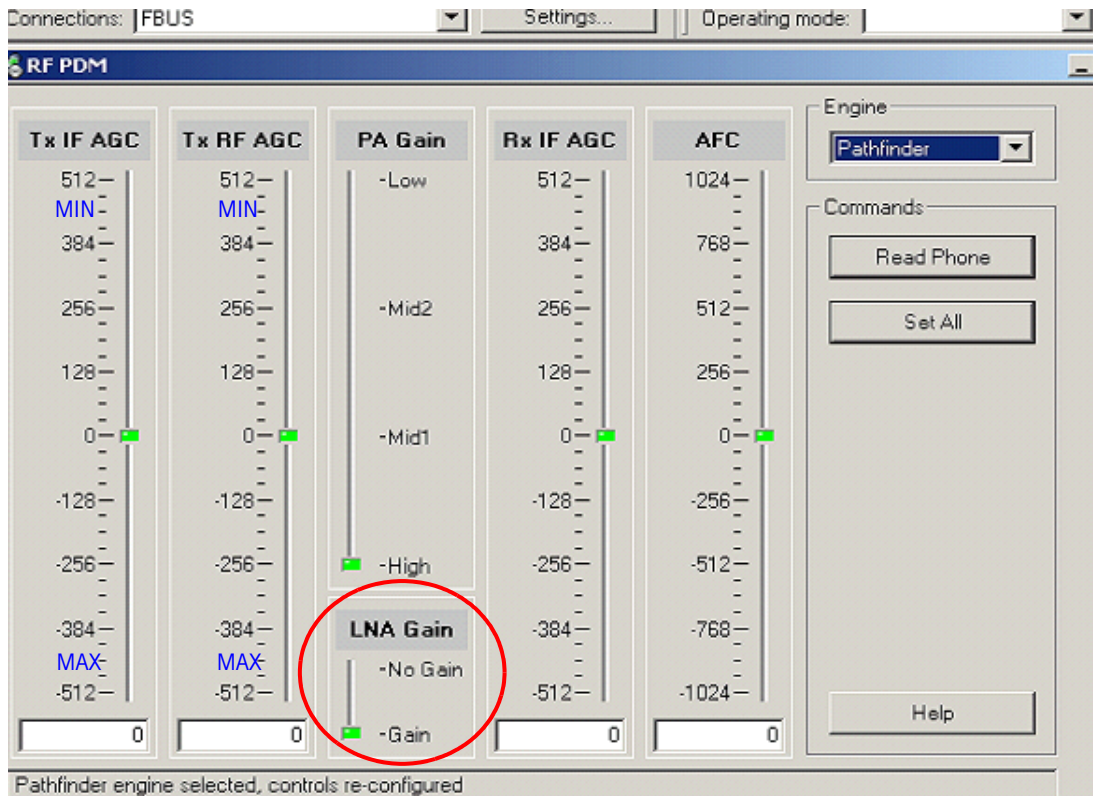 Connections: FBUS Settings... Operating mode:
RF PDM
Tx IF AGC
512
MIN
384
256
128
0
-128
-256
-384
MAX
-512
0
Tx RF AGC
512
MIN
384
256
128
0
-128
-256
-384
MAX
-512
0
PA Gain
-Low
-Mid2
-Mid1
-High
LNA Gain
-No Gain
-Gain
Rx IF AGC
512
384
256
128
0
-128
-256
-384
-512
0
AFC
1024
768
512
256
0
-256
-512
-768
-1024
0
Engine
Pathfinder
Commands
Read Phone
Set All
Help
Pathfinder engine selected, controls re-configured